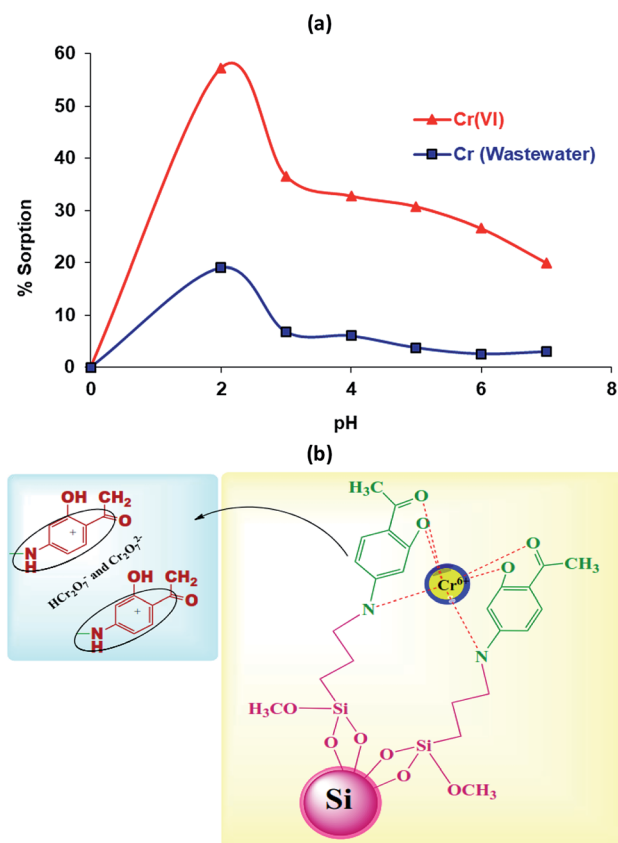 (a)
60
50
40
30
20
10
0
% Sorption
Cr(VI)
Cr (Wastewater)
0 2 4 6 8
pH
(b)
OH CH₂
O
+
N
H
HCr₂O₇⁻ and Cr₂O₇²⁻
OH CH₂
O
+
N
H
H₃C O
O
N
Cr⁶⁺
O
O CH₃
N
H₃CO Si
O O
O Si
O
OCH₃
Si